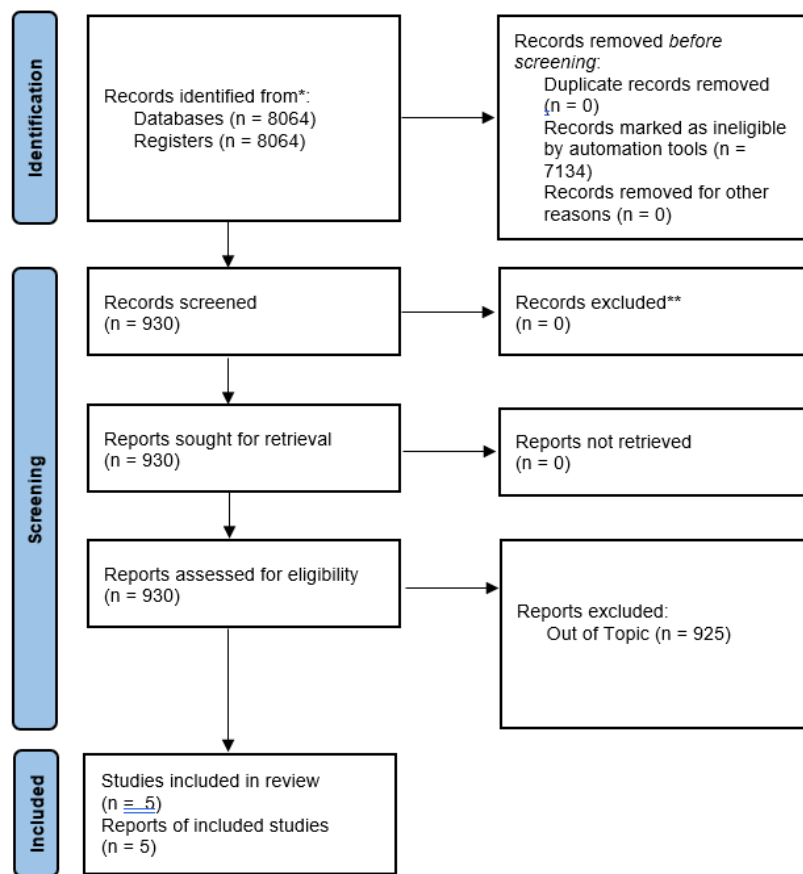 Identification
Records identified from*:
Databases (n = 8064)
Registers (n = 8064)
Records removed before
screening:
Duplicate records removed
(n = 0)
Records marked as ineligible
by automation tools (n =
7134)
Records removed for other
reasons (n = 0)
Screening
Records screened
(n = 930)
Records excluded**
(n = 0)
Reports sought for retrieval
(n = 930)
Reports not retrieved
(n = 0)
Reports assessed for eligibility
(n = 930)
Reports excluded:
Out of Topic (n = 925)
Included
Studies included in review
(n = 5)
Reports of included studies
(n = 5)